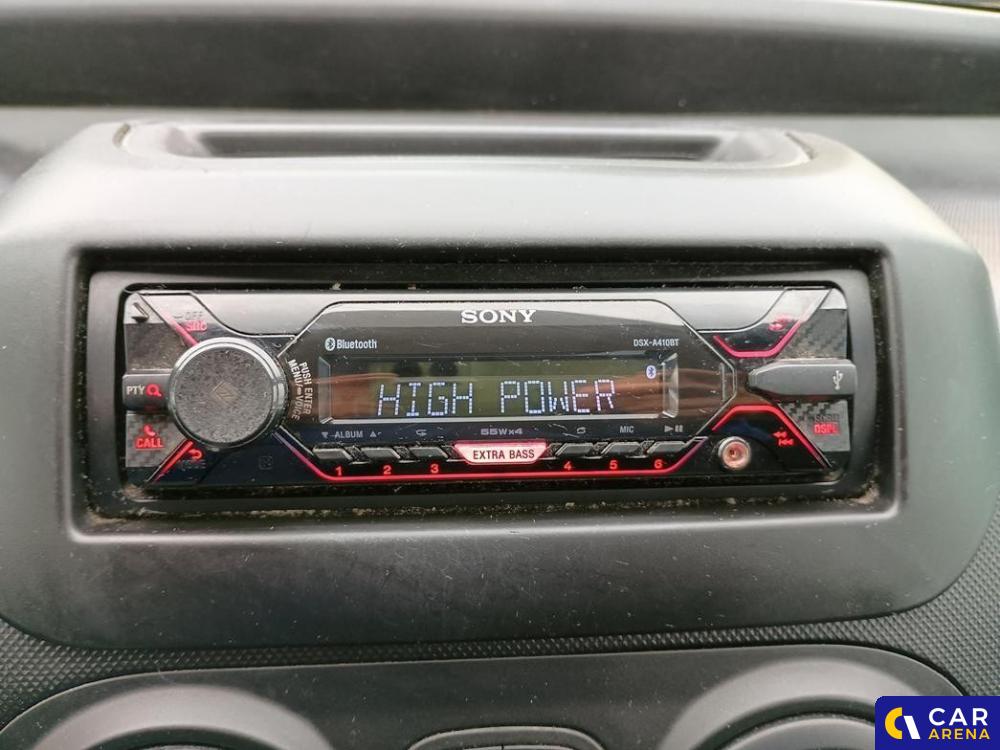 SONY
Bluetooth
DSX-A410BT
OFF
SRC
PUSH ENTER
MENU
VOICE
HIGH POWER
PTY
CALL
MODE
ALBUM
55W×4
MIC
EXTRA BASS
1 2 3 4 5 6
DSPL
CAR
ARENA